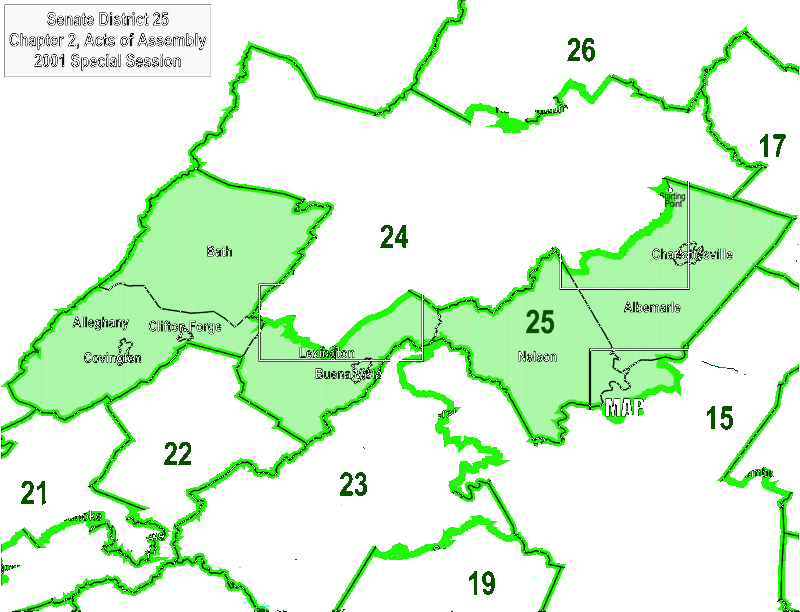 Senate District 25
Chapter 2, Acts of Assembly
2001 Special Session
26
17
Starting
Point
24
Bath
Charlottesville
Albemarle
Alleghany
Clifton Forge
25
Covington
Lexington
Nelson
Buena Vista
MAP
15
22
21
23
19